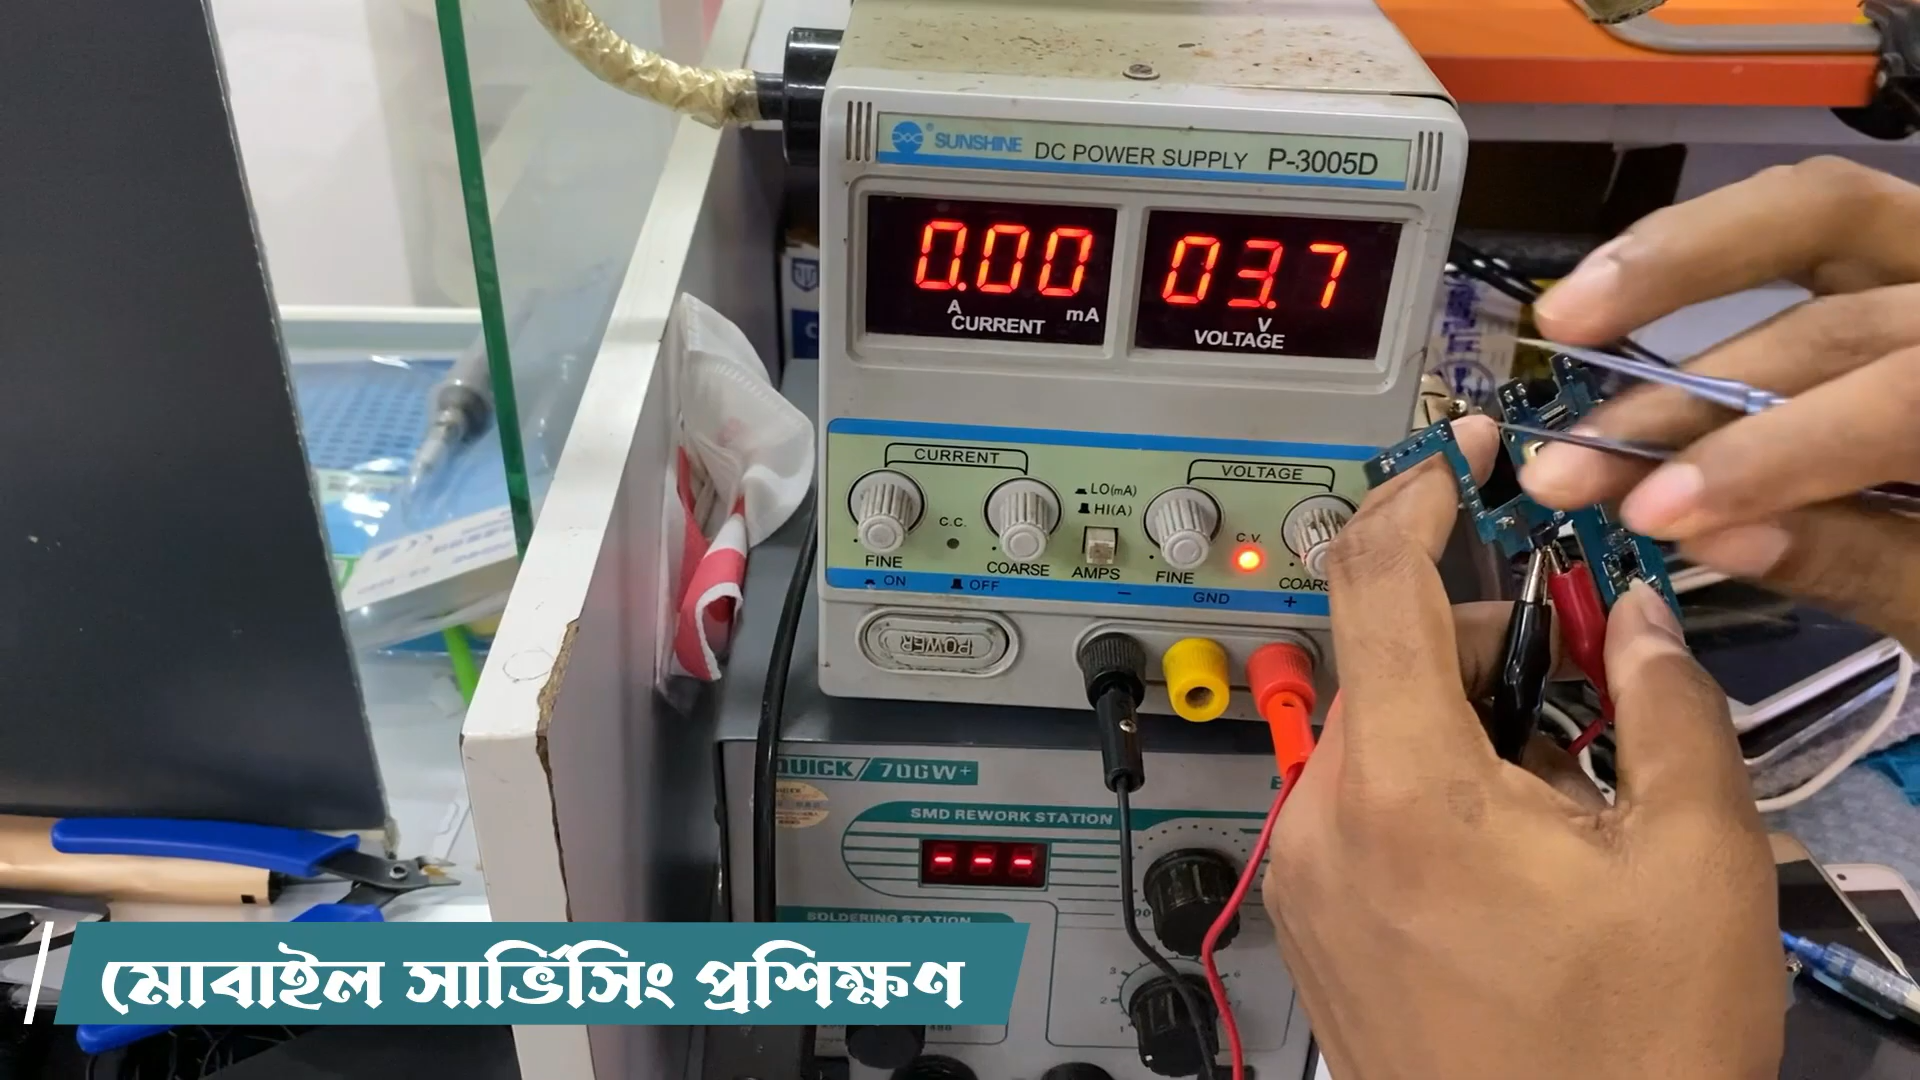 SUNSHINE DC POWER SUPPLY P-3005D
0.00 03.7
A mA V
CURRENT VOLTAGE
CURRENT VOLTAGE
LO(mA)
HI(A)
C.C. C.V.
FINE COARSE AMPS FINE COARS
ON OFF - GND +
POWER
QUICK 706W+
SMD REWORK STATION
- - -
SOLDERING STATION
মোবাইল সার্ভিসিং প্রশিক্ষণ